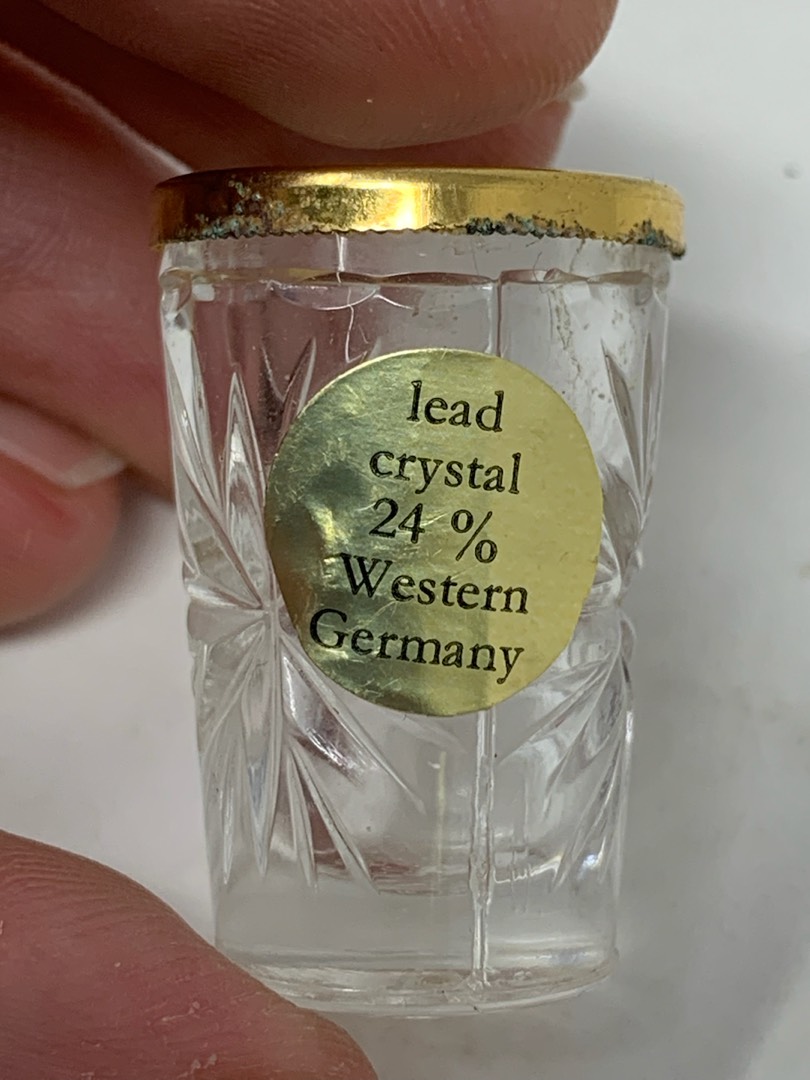 lead
crystal
24 %
Western
Germany